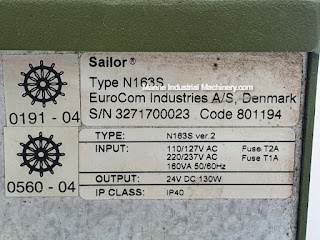 Sailor®
Type N163S
Marine Industrial Machinery.com
EuroCom Industries A/S, Denmark
S/N 3271700023 Code 801194
0191 - 04
TYPE: N163S ver.2
INPUT: 110/127V AC Fuse T2A
220/237V AC Fuse T1A
160VA 50/60Hz
OUTPUT: 24V DC 130W
IP CLASS: IP40
0560 - 04